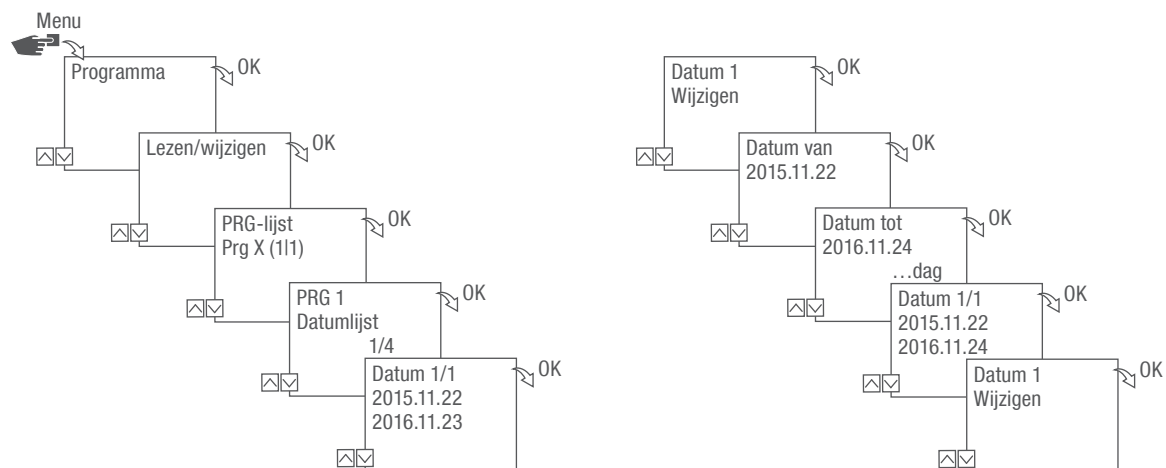 Menu
Programma
OK
Lezen/wijzigen
OK
PRG-lijst
Prg X (1|1)
OK
PRG 1
Datumlijst
OK
1/4
Datum 1/1
2015.11.22
2016.11.23
OK
Datum 1
Wijzigen
OK
Datum van
2015.11.22
OK
Datum tot
2016.11.24
OK
…dag
Datum 1/1
2015.11.22
2016.11.24
OK
Datum 1
Wijzigen
OK